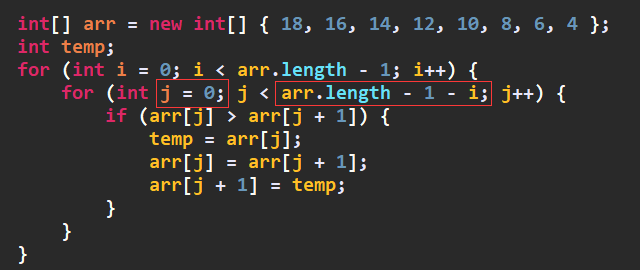 int[] arr = new int[] { 18, 16, 14, 12, 10, 8, 6, 4 };
int temp;
for (int i = 0; i < arr.length - 1; i++) {
    for (int j = 0; j < arr.length - 1 - i; j++) {
        if (arr[j] > arr[j + 1]) {
            temp = arr[j];
            arr[j] = arr[j + 1];
            arr[j + 1] = temp;
        }
    }
}